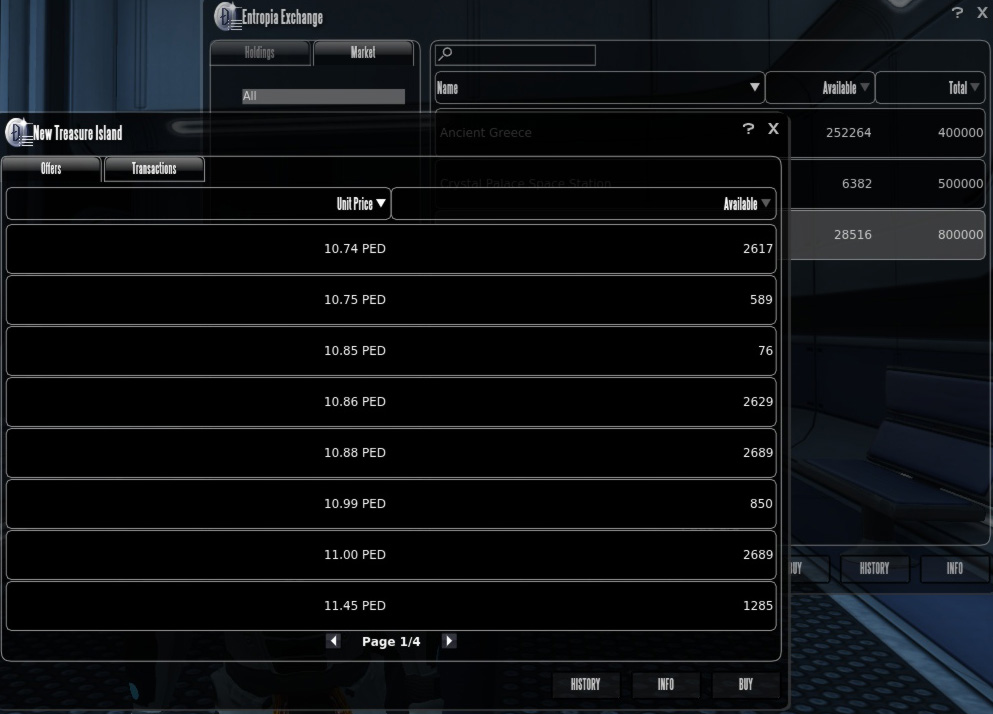 Entropia Exchange
? X
Holdings Market
All
Name Available Total
Ancient Greece 252264 400000
Crystal Palace Space Station 6382 500000
28516 800000
BUY HISTORY INFO
New Treasure Island
? X
Offers Transactions
Unit Price Available
10.74 PED 2617
10.75 PED 589
10.85 PED 76
10.86 PED 2629
10.88 PED 2689
10.99 PED 850
11.00 PED 2689
11.45 PED 1285
Page 1/4
HISTORY INFO BUY